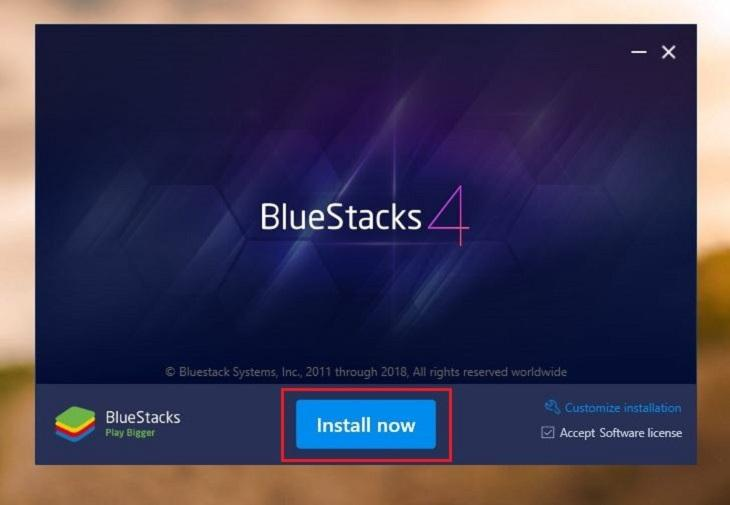 BlueStacks 4
© Bluestack Systems, Inc., 2011 through 2018, All rights reserved worldwide
BlueStacks
Play Bigger
Install now
Customize installation
Accept Software license